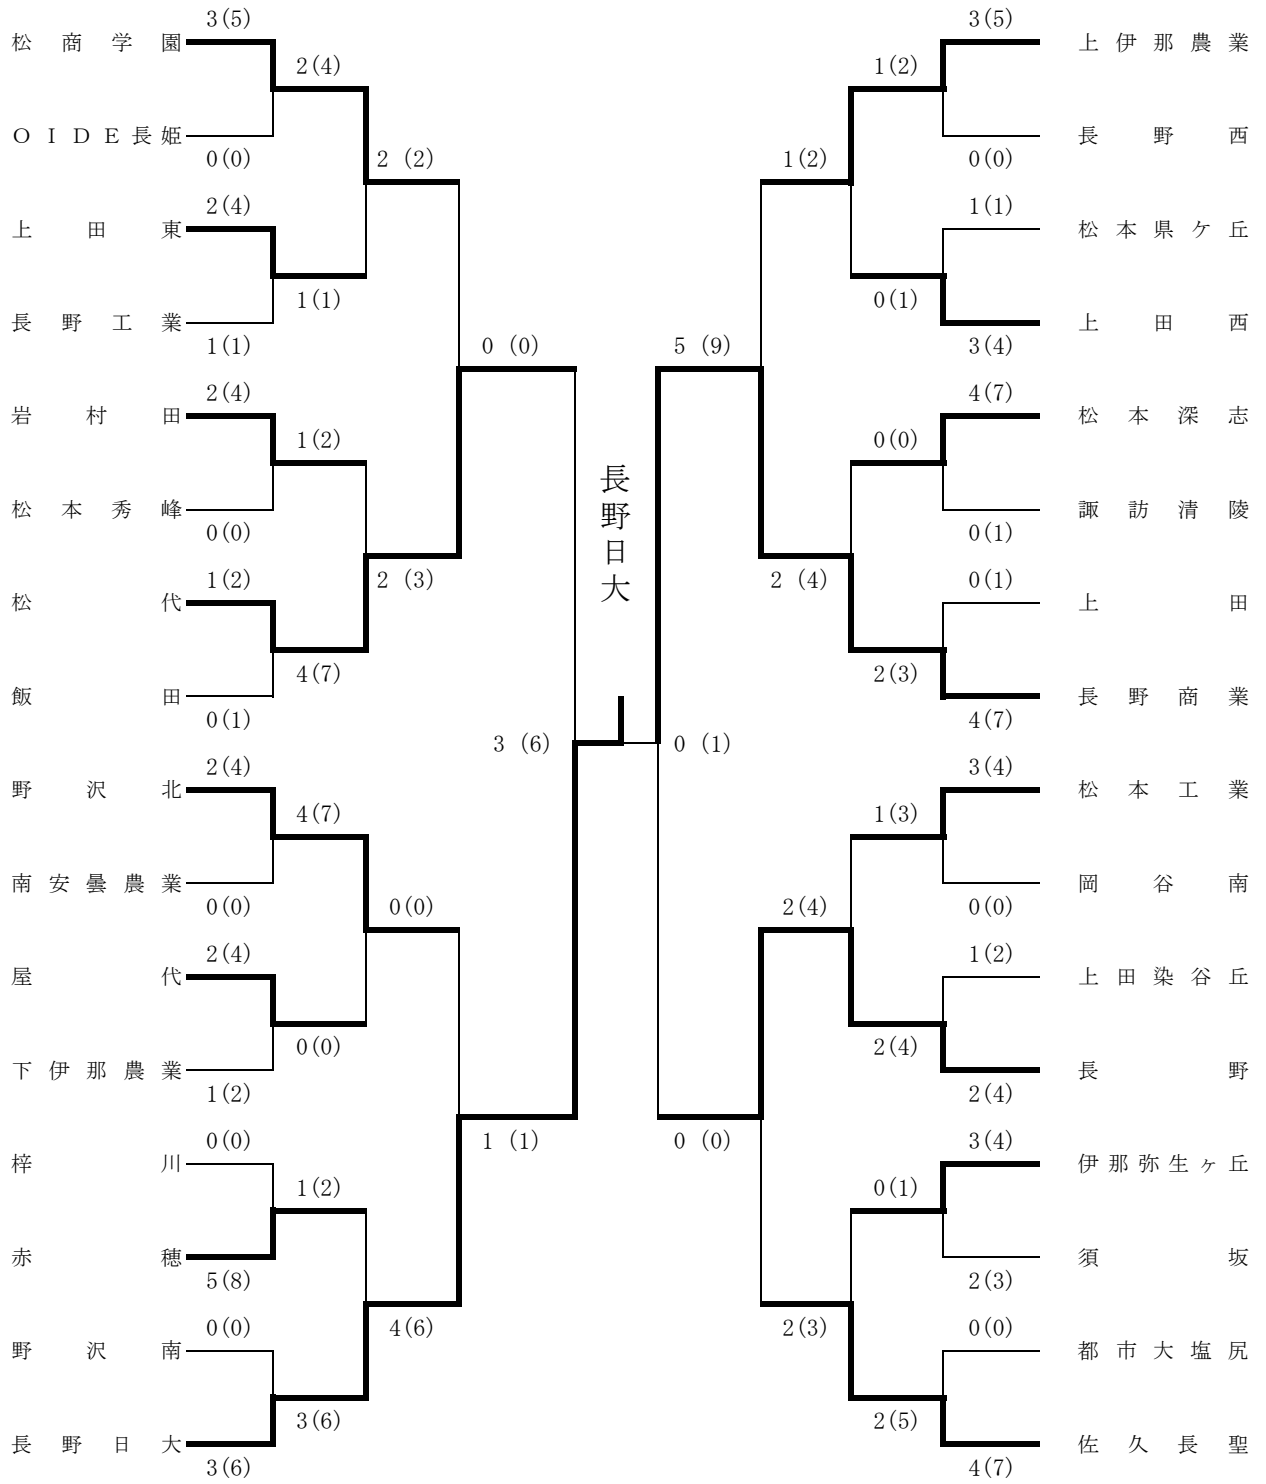 3(5)
松商学園
2(4)
OIDE長姫
0(0)
2 (2)
2(4)
上田東
1(1)
長野工業
1(1)
0 (0)
2(4)
岩村田
1(2)
松本秀峰
0(0)
2 (3)
1(2)
松代
4(7)
飯田
0(1)
3 (6)
2(4)
野沢北
4(7)
南安曇農業
0(0)
0(0)
2(4)
屋代
0(0)
下伊那農業
1(2)
1 (1)
0(0)
梓川
1(2)
赤穂
5(8)
4(6)
0(0)
野沢南
3(6)
長野日大
3(6)
長野日大
3(5)
上伊那農業
1(2)
長野西
0(0)
1(2)
1(1)
松本県ケ丘
0(1)
上田西
3(4)
5 (9)
4(7)
松本深志
0(0)
諏訪清陵
0(1)
2 (4)
0(1)
上田
2(3)
長野商業
4(7)
0 (1)
3(4)
松本工業
1(3)
岡谷南
0(0)
2(4)
1(2)
上田染谷丘
2(4)
長野
2(4)
0 (0)
3(4)
伊那弥生ヶ丘
0(1)
須坂
2(3)
2(3)
0(0)
都市大塩尻
2(5)
佐久長聖
4(7)